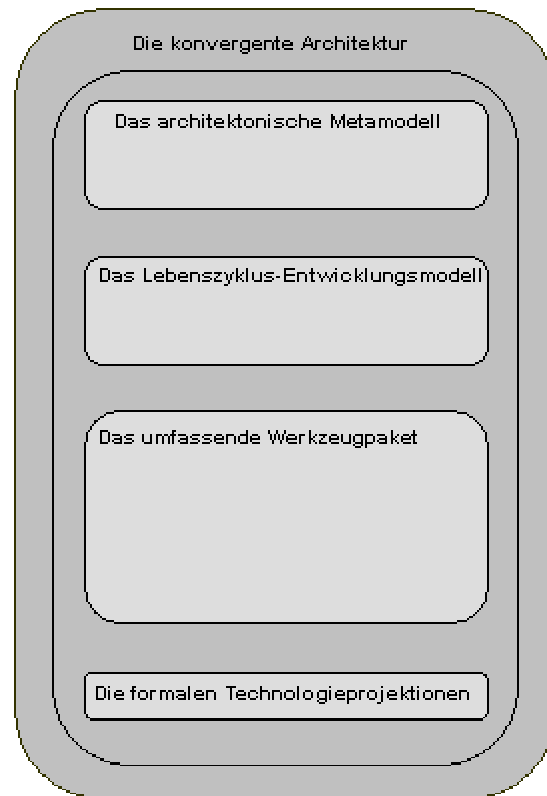 Die konvergente Architektur
Das architektonische Metamodell
Das Lebenszyklus-Entwicklungsmodell
Das umfassende Werkzeugpaket
Die formalen Technologieprojektionen